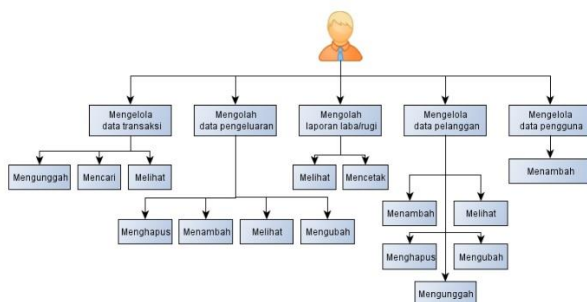 Mengelola
data transaksi
Mengolah
data pengeluaran
Mengolah
laporan laba/rugi
Mengelola
data pelanggan
Mengelola
data pengguna
Mengunggah
Mencari
Melihat
Melihat
Mencetak
Menambah
Menghapus
Menambah
Melihat
Mengubah
Menambah
Melihat
Menghapus
Mengubah
Mengunggah